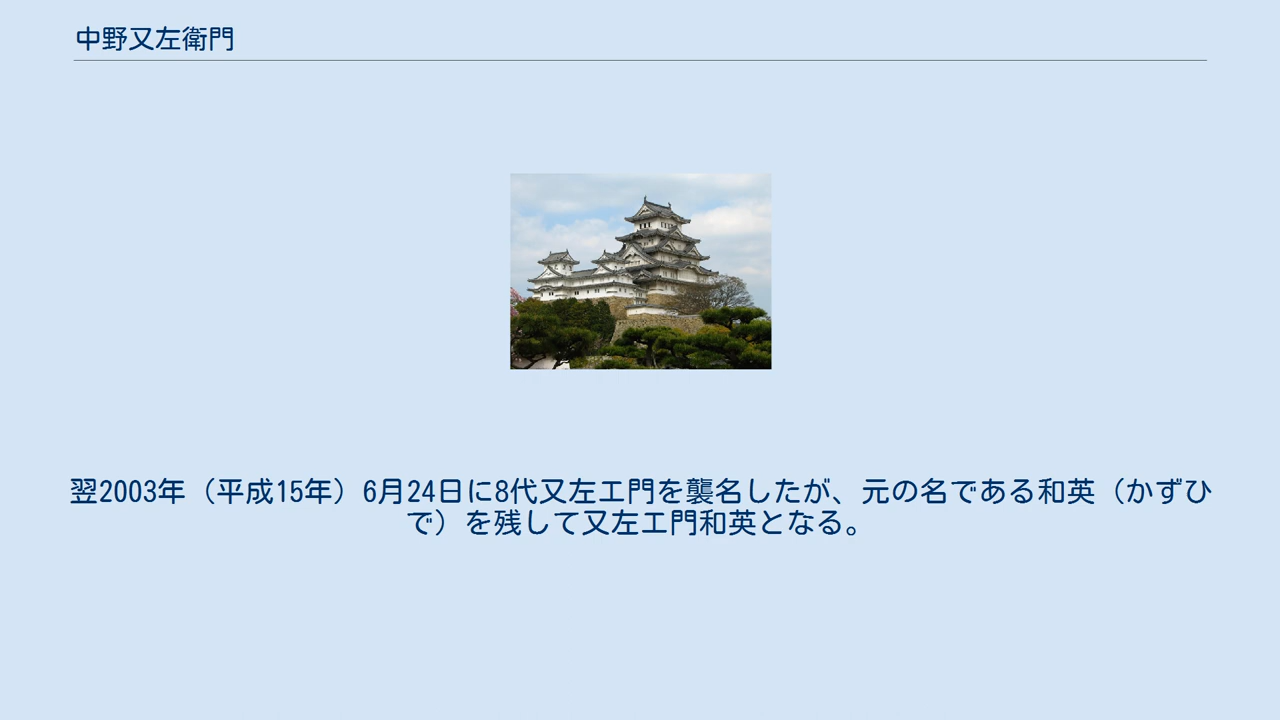 中野又左衛門
翌2003年（平成15年）6月24日に8代又左エ門を襲名したが、元の名である和英（かずひ
で）を残して又左エ門和英となる。